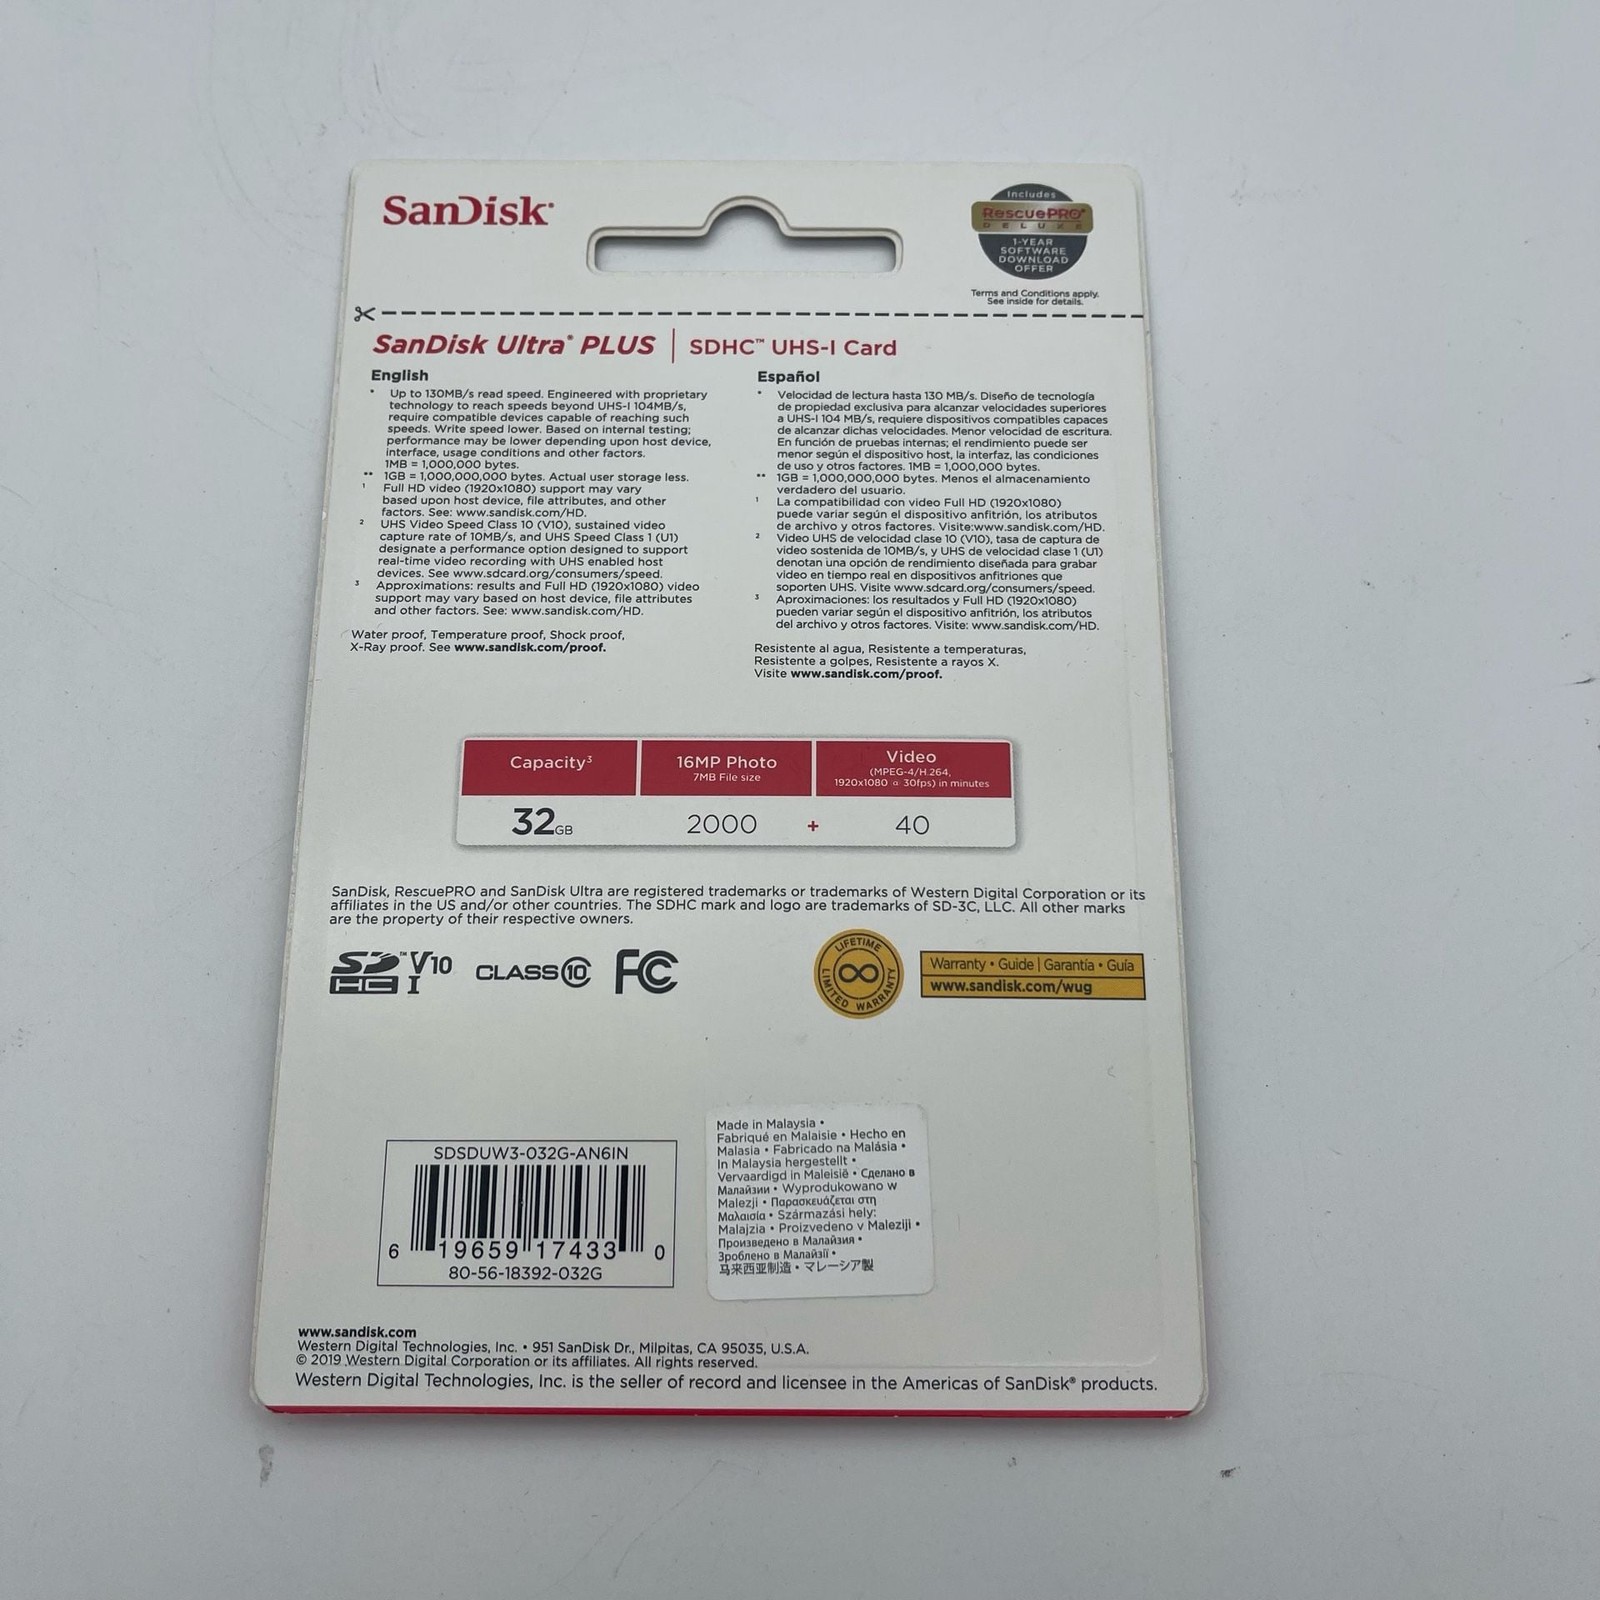 SanDisk®
Includes
RescuePRO®
DELUXE
1-YEAR
SOFTWARE
DOWNLOAD
OFFER
Terms and Conditions apply.
See inside for details.
SanDisk Ultra® PLUS | SDHC™ UHS-I Card
English
* Up to 130MB/s read speed. Engineered with proprietary
technology to reach speeds beyond UHS-I 104MB/s,
require compatible devices capable of reaching such
speeds. Write speed lower. Based on internal testing;
performance may be lower depending upon host device,
interface, usage conditions and other factors.
1MB = 1,000,000 bytes.
** 1GB = 1,000,000,000 bytes. Actual user storage less.
1 Full HD video (1920x1080) support may vary
based upon host device, file attributes, and other
factors. See: www.sandisk.com/HD.
2 UHS Video Speed Class 10 (V10), sustained video
capture rate of 10MB/s, and UHS Speed Class 1 (U1)
designate a performance option designed to support
real-time video recording with UHS enabled host
devices. See www.sdcard.org/consumers/speed.
3 Approximations: results and Full HD (1920x1080) video
support may vary based on host device, file attributes
and other factors. See: www.sandisk.com/HD.
Water proof, Temperature proof, Shock proof,
X-Ray proof. See www.sandisk.com/proof.
Español
* Velocidad de lectura hasta 130 MB/s. Diseño de tecnología
de propiedad exclusiva para alcanzar velocidades superiores
a UHS-I 104 MB/s, requiere dispositivos compatibles capaces
de alcanzar dichas velocidades. Menor velocidad de escritura.
En función de pruebas internas; el rendimiento puede ser
menor según el dispositivo host, la interfaz, las condiciones
de uso y otros factores. 1MB = 1,000,000 bytes.
** 1GB = 1,000,000,000 bytes. Menos el almacenamiento
verdadero del usuario.
1 La compatibilidad con video Full HD (1920x1080)
puede variar según el dispositivo anfitrión, los atributos
de archivo y otros factores. Visite:www.sandisk.com/HD.
2 Video UHS de velocidad clase 10 (V10), tasa de captura de
video sostenida de 10MB/s, y UHS de velocidad clase 1 (U1)
denotan una opción de rendimiento diseñada para grabar
video en tiempo real en dispositivos anfitriones que
soporten UHS. Visite www.sdcard.org/consumers/speed.
3 Aproximaciones: los resultados y Full HD (1920x1080)
pueden variar según el dispositivo anfitrión, los atributos
del archivo y otros factores. Visite: www.sandisk.com/HD.
Resistente al agua, Resistente a temperaturas,
Resistente a golpes, Resistente a rayos X.
Visite www.sandisk.com/proof.
Capacity³ 16MP Photo Video
7MB File size (MPEG-4/H.264,
1920x1080 @ 30fps) in minutes
32GB 2000 + 40
SanDisk, RescuePRO and SanDisk Ultra are registered trademarks or trademarks of Western Digital Corporation or its
affiliates in the US and/or other countries. The SDHC mark and logo are trademarks of SD-3C, LLC. All other marks
are the property of their respective owners.
SD HC™ I V10 CLASS 10 FC
LIFETIME
LIMITED WARRANTY
Warranty • Guide | Garantía • Guía
www.sandisk.com/wug
SDSDUW3-032G-AN6IN
6 19659 17433 0
80-56-18392-032G
Made in Malaysia •
Fabriqué en Malaisie • Hecho en
Malasia • Fabricado na Malásia •
In Malaysia hergestellt •
Vervaardigd in Maleisië • Сделано в
Малайзии • Wyprodukowano w
Malezji • Παρασκευάζεται στη
Μαλαισία • Származási hely:
Malajzia • Proizvedeno v Maleziji •
Произведено в Малайзия •
Зроблено в Малайзії •
马来西亚制造 • マレーシア製
www.sandisk.com
Western Digital Technologies, Inc. • 951 SanDisk Dr., Milpitas, CA 95035, U.S.A.
© 2019 Western Digital Corporation or its affiliates. All rights reserved.
Western Digital Technologies, Inc. is the seller of record and licensee in the Americas of SanDisk® products.